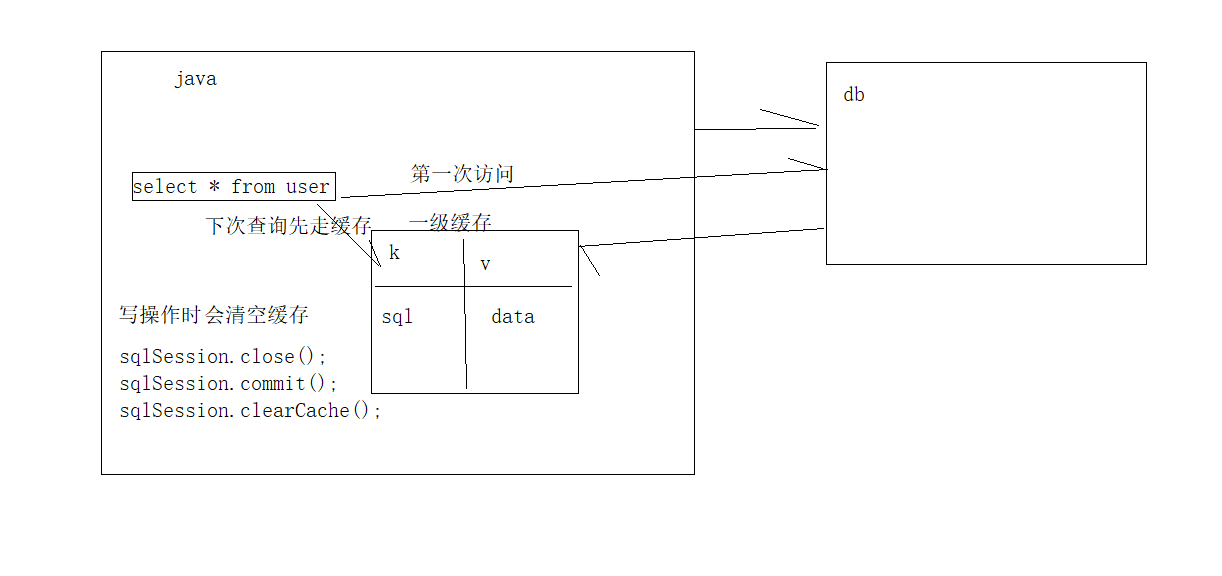 java
db
第一次访问
select * from user
下次查询先走缓存
一级缓存
k
v
写操作时会清空缓存
sql
data
sqlSession.close();
sqlSession.commit();
sqlSession.clearCache();